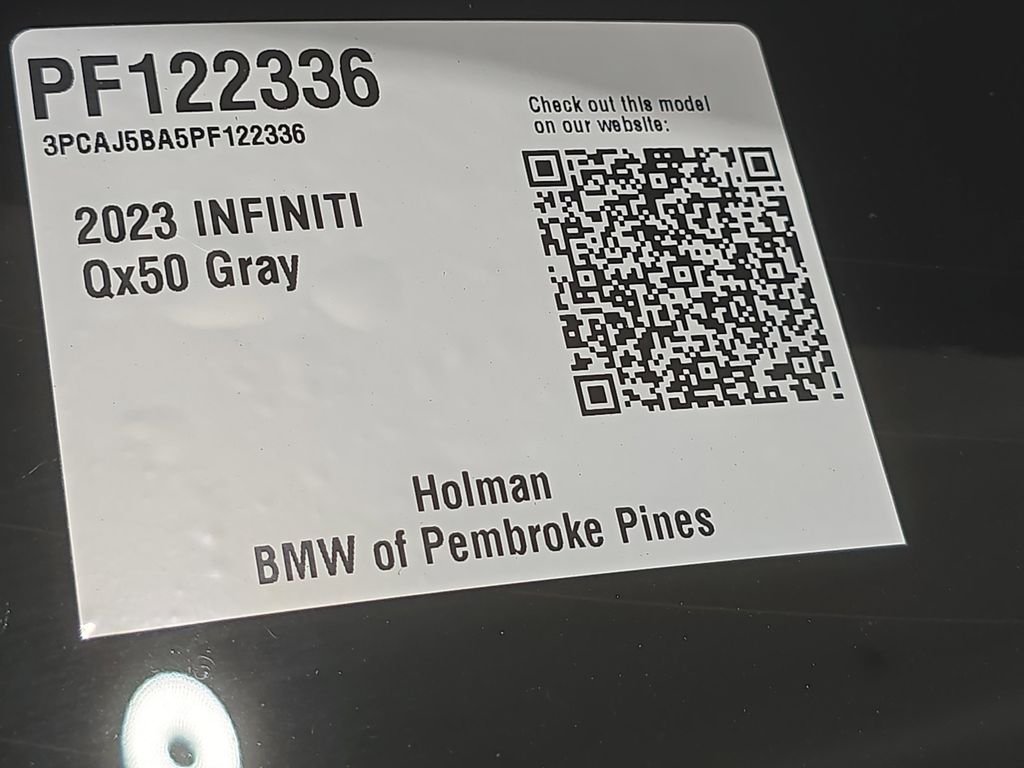 PF122336
3PCAJ5BA5PF122336
Check out this model
on our website:
2023 INFINITI
Qx50 Gray
Holman
BMW of Pembroke Pines